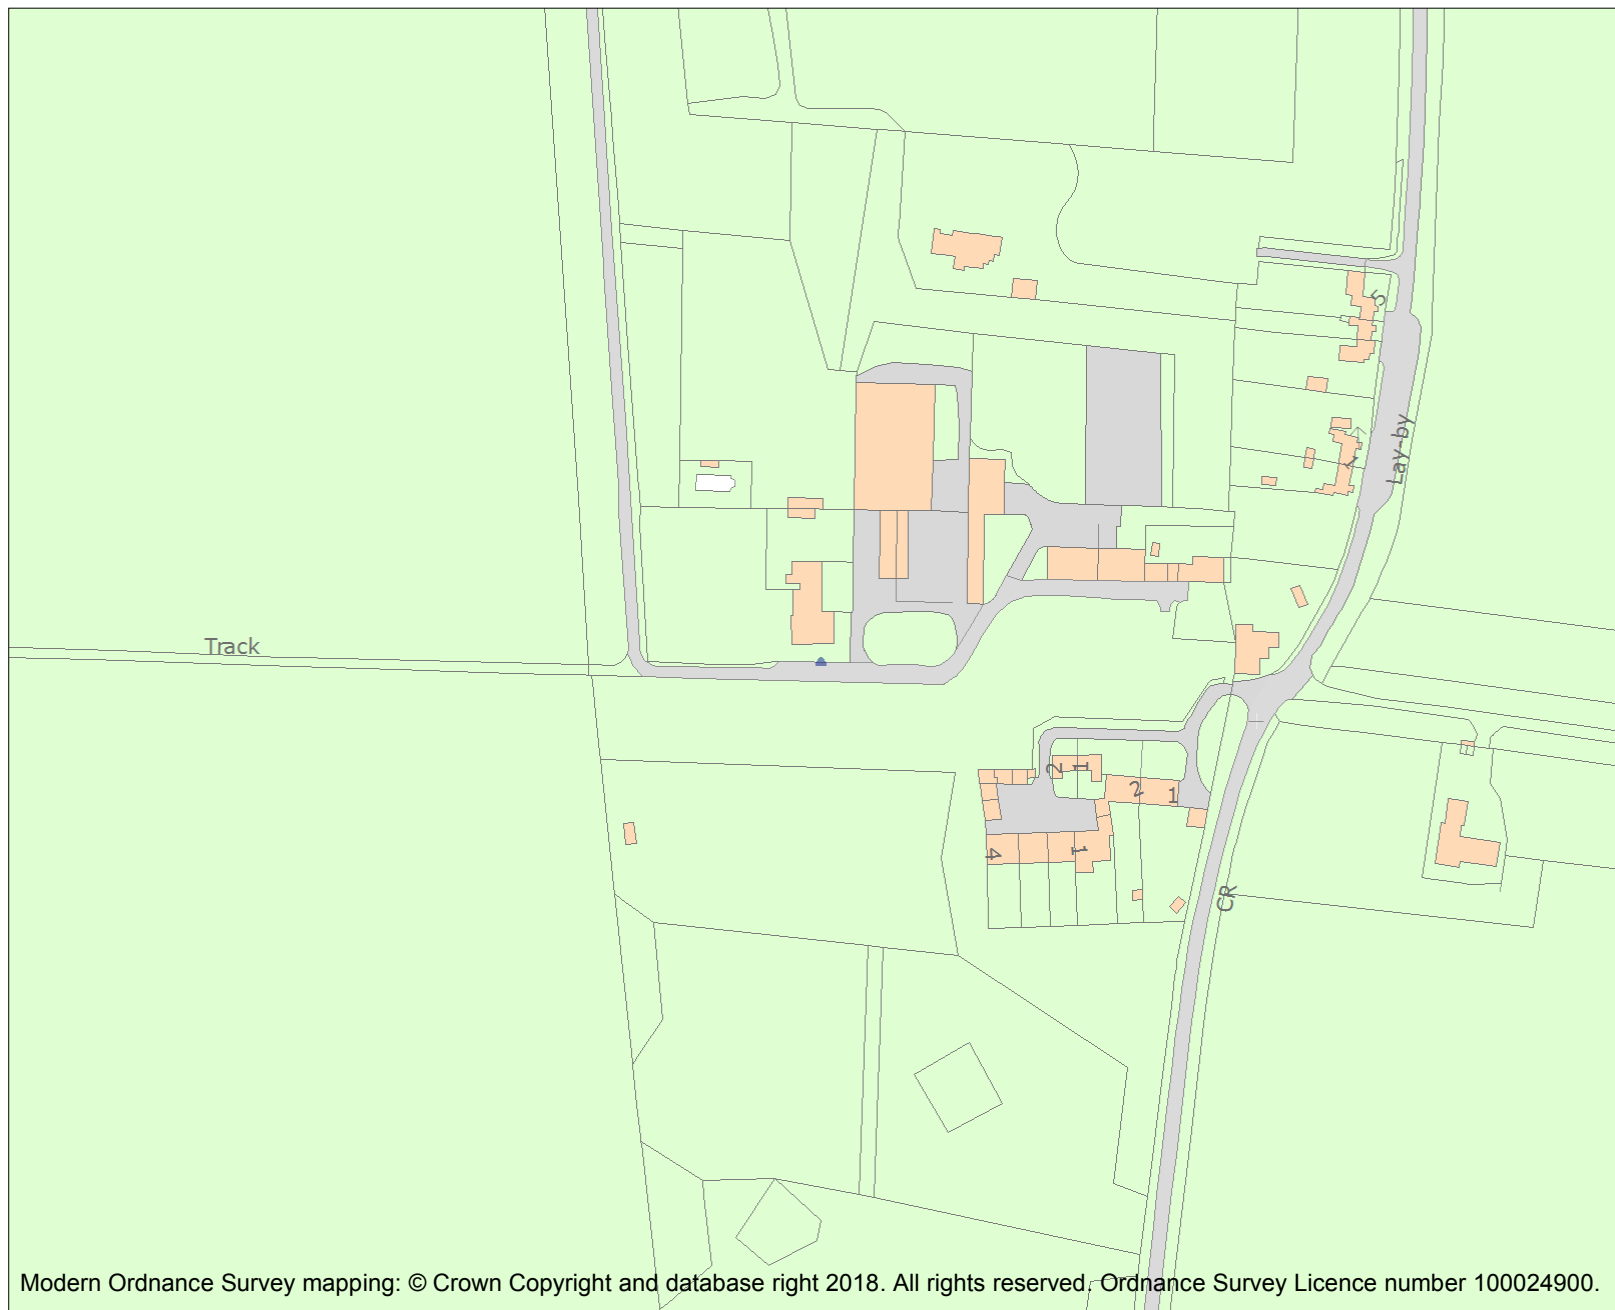 5
Lay-by
1
Track
2 1
2 1
4 1
CR
Modern Ordnance Survey mapping: © Crown Copyright and database right 2018. All rights reserved. Ordnance Survey Licence number 100024900.